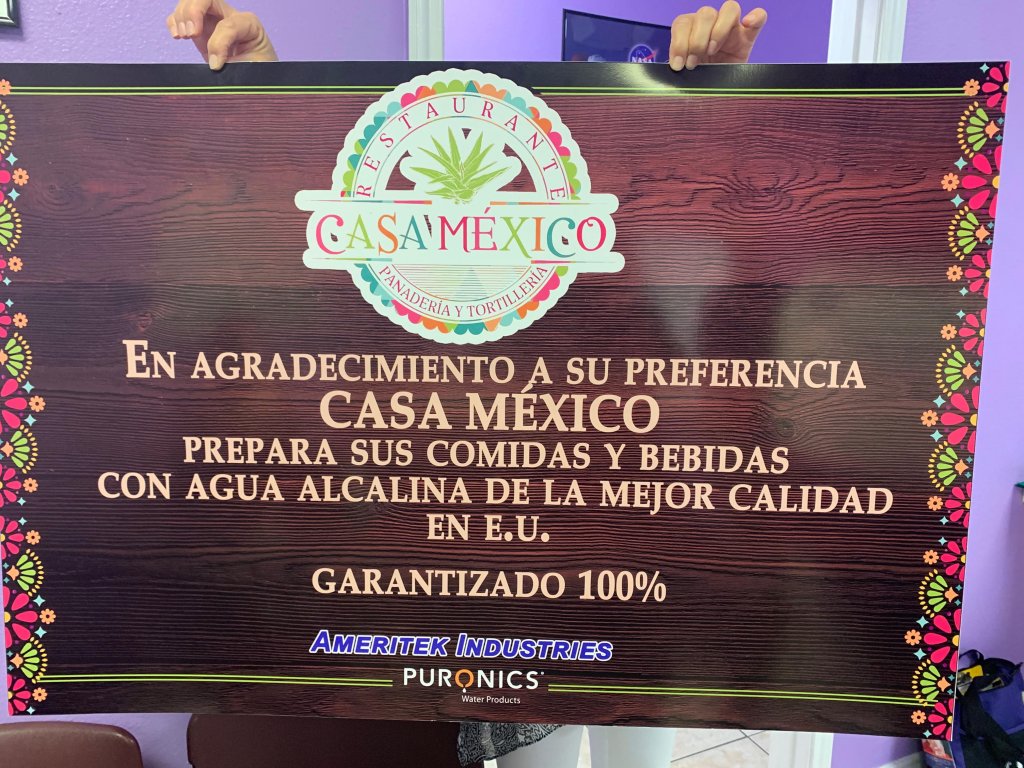 NASA
RESTAURANTE
CASA MÉXICO
PANADERÍA Y TORTILLERÍA
EN AGRADECIMIENTO A SU PREFERENCIA
CASA MÉXICO
PREPARA SUS COMIDAS Y BEBIDAS
CON AGUA ALCALINA DE LA MEJOR CALIDAD
EN E.U.
GARANTIZADO 100%
AMERITEK INDUSTRIES
PURONICS
Water Products